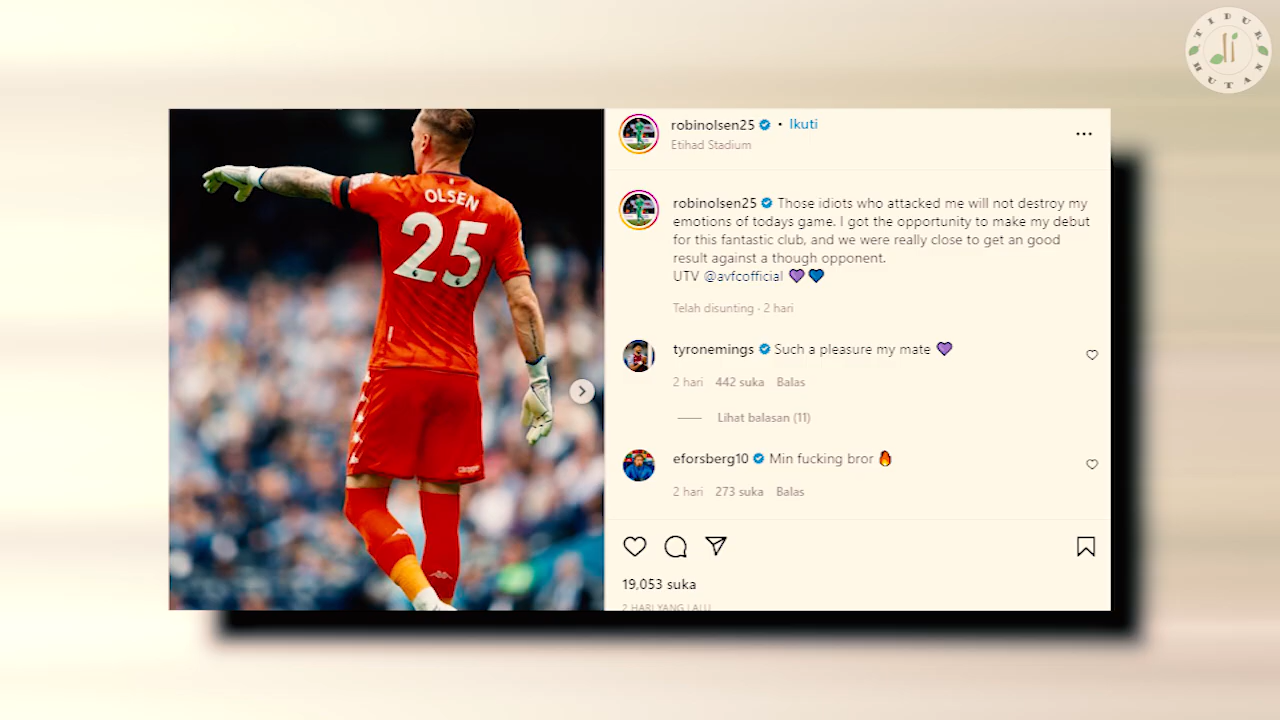 TIDUR
HUTAN
OLSEN
25
robinolsen25 • Ikuti
Etihad Stadium
robinolsen25 Those idiots who attacked me will not destroy my
emotions of todays game. I got the opportunity to make my debut
for this fantastic club, and we were really close to get an good
result against a though opponent.
UTV @avfcofficial 💜💙
Telah disunting · 2 hari
tyronemings Such a pleasure my mate 💜
2 hari 442 suka Balas
Lihat balasan (11)
eforsberg10 Min fucking bror 🔥
2 hari 273 suka Balas
19,053 suka
2 HARI YANG LALU